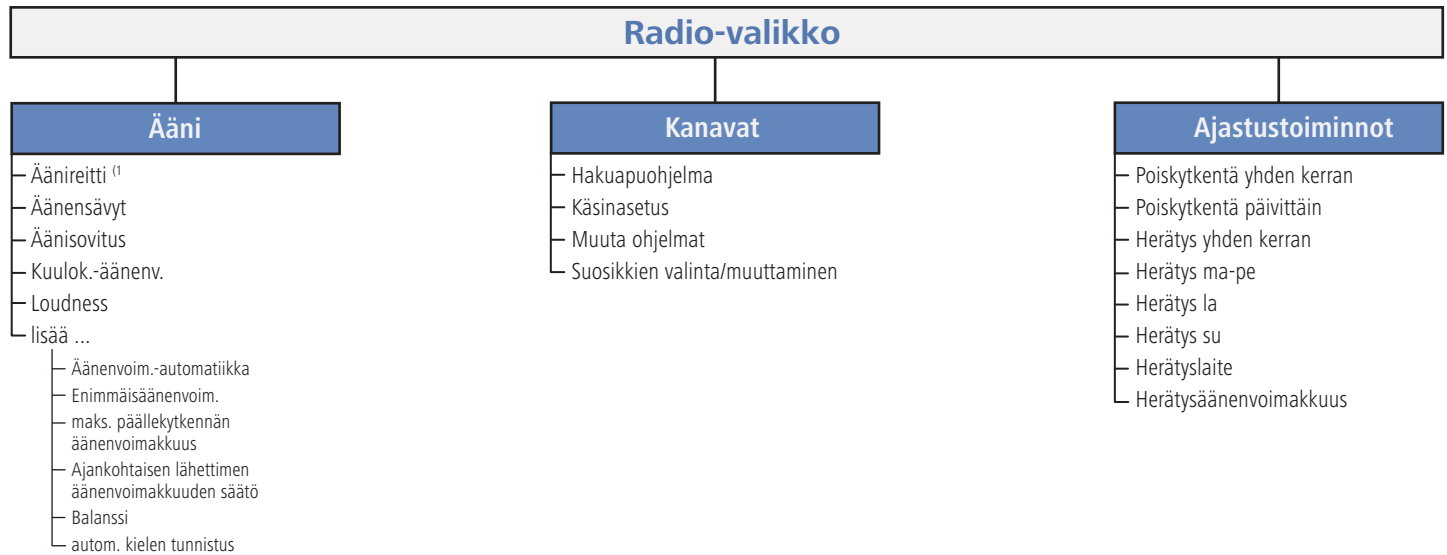 Radio-valikko
Ääni
Äänireitti (1
Äänensävyt
Äänisovitus
Kuulok.-äänenv.
Loudness
lisää ...
Äänenvoim.-automatiikka
Enimmäisäänenvoim.
maks. päällekytkennän
äänenvoimakkuus
Ajankohtaisen lähettimen
äänenvoimakkuuden säätö
Balanssi
autom. kielen tunnistus
Kanavat
Hakuapuohjelma
Käsinasetus
Muuta ohjelmat
Suosikkien valinta/muuttaminen
Ajastustoiminnot
Poiskytkentä yhden kerran
Poiskytkentä päivittäin
Herätys yhden kerran
Herätys ma-pe
Herätys la
Herätys su
Herätyslaite
Herätysäänenvoimakkuus